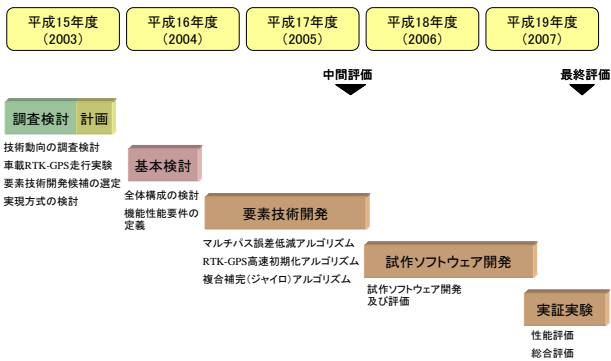 平成15年度
(2003)
平成16年度
(2004)
平成17年度
(2005)
平成18年度
(2006)
平成19年度
(2007)
中間評価
最終評価
調査検討
計画
技術動向の調査検討
車載RTK-GPS走行実験
要素技術開発候補の選定
実現方式の検討
基本検討
全体構成の検討
機能性能要件の
定義
要素技術開発
マルチパス誤差低減アルゴリズム
RTK-GPS高速初期化アルゴリズム
複合補完(ジャイロ)アルゴリズム
試作ソフトウェア開発
試作ソフトウェア開発
及び評価
実証実験
性能評価
総合評価